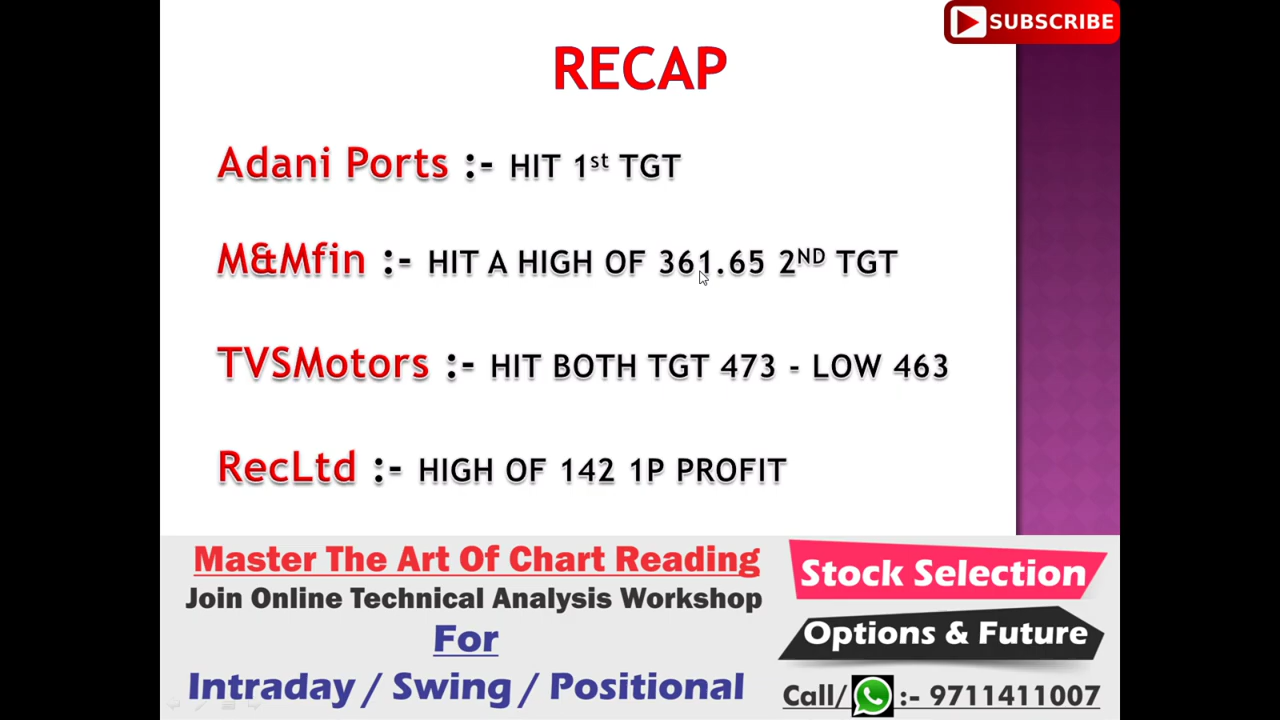 SUBSCRIBE
RECAP
Adani Ports :- HIT 1st TGT
M&Mfin :- HIT A HIGH OF 361.65 2ND TGT
TVSMotors :- HIT BOTH TGT 473 - LOW 463
RecLtd :- HIGH OF 142 1P PROFIT
Master The Art Of Chart Reading
Join Online Technical Analysis Workshop
For
Intraday / Swing / Positional
Stock Selection
Options & Future
Call/ :- 9711411007